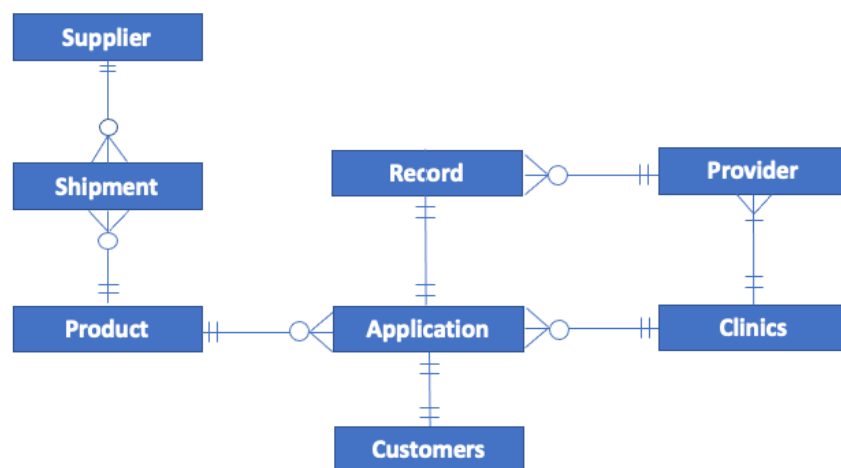 Supplier
Shipment
Record
Provider
Product
Application
Clinics
Customers